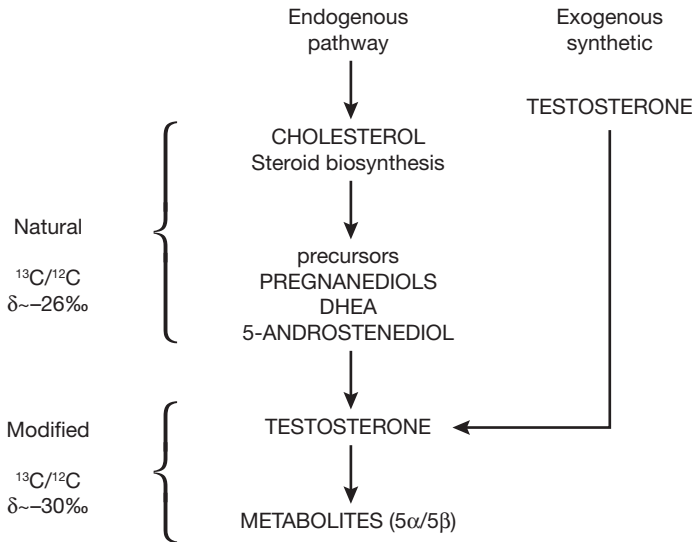 Endogenous
pathway
Exogenous
synthetic
TESTOSTERONE
CHOLESTEROL
Steroid biosynthesis
Natural
¹³C/¹²C
δ~–26‰
precursors
PREGNANEDIOLS
DHEA
5-ANDROSTENEDIOL
Modified
¹³C/¹²C
δ~–30‰
TESTOSTERONE
METABOLITES (5α/5β)